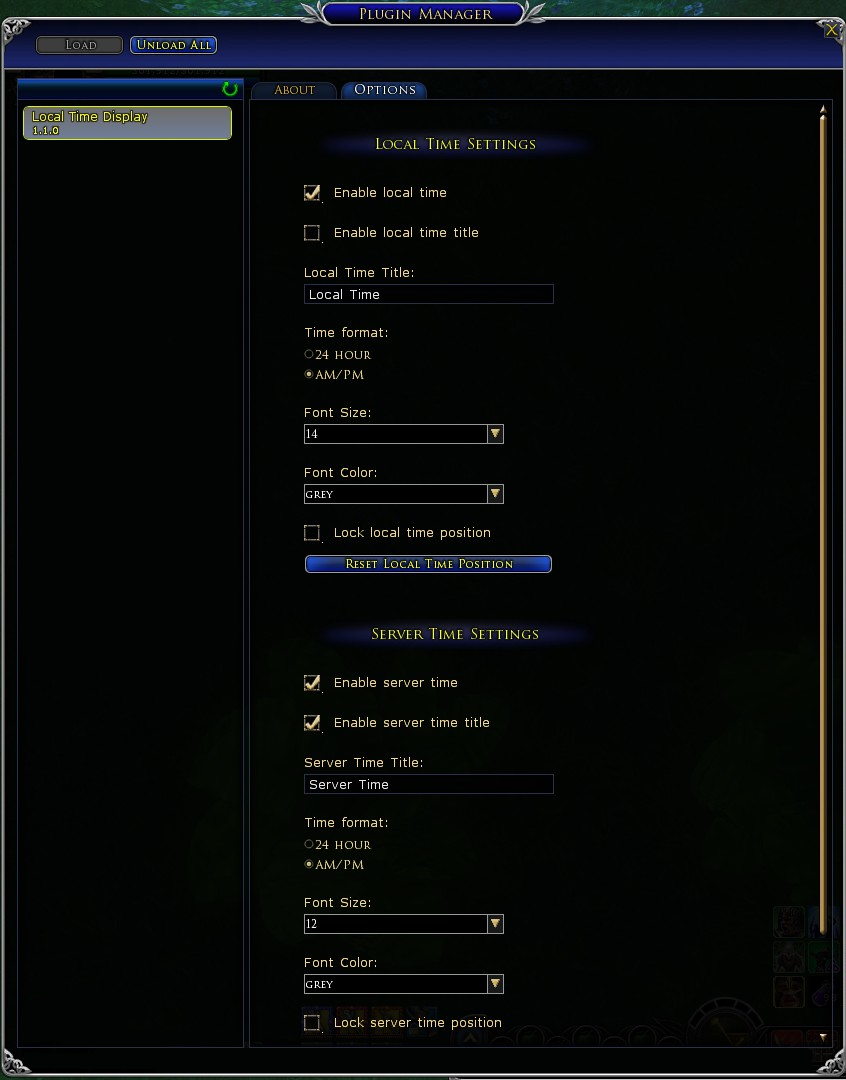 Plugin Manager
Load
Unload All
About
Options
Local Time Display
1.1.0
Local Time Settings
Enable local time
Enable local time title
Local Time Title:
Local Time
Time format:
24 hour
AM/PM
Font Size:
14
Font Color:
grey
Lock local time position
Reset Local Time Position
Server Time Settings
Enable server time
Enable server time title
Server Time Title:
Server Time
Time format:
24 hour
AM/PM
Font Size:
12
Font Color:
grey
Lock server time position